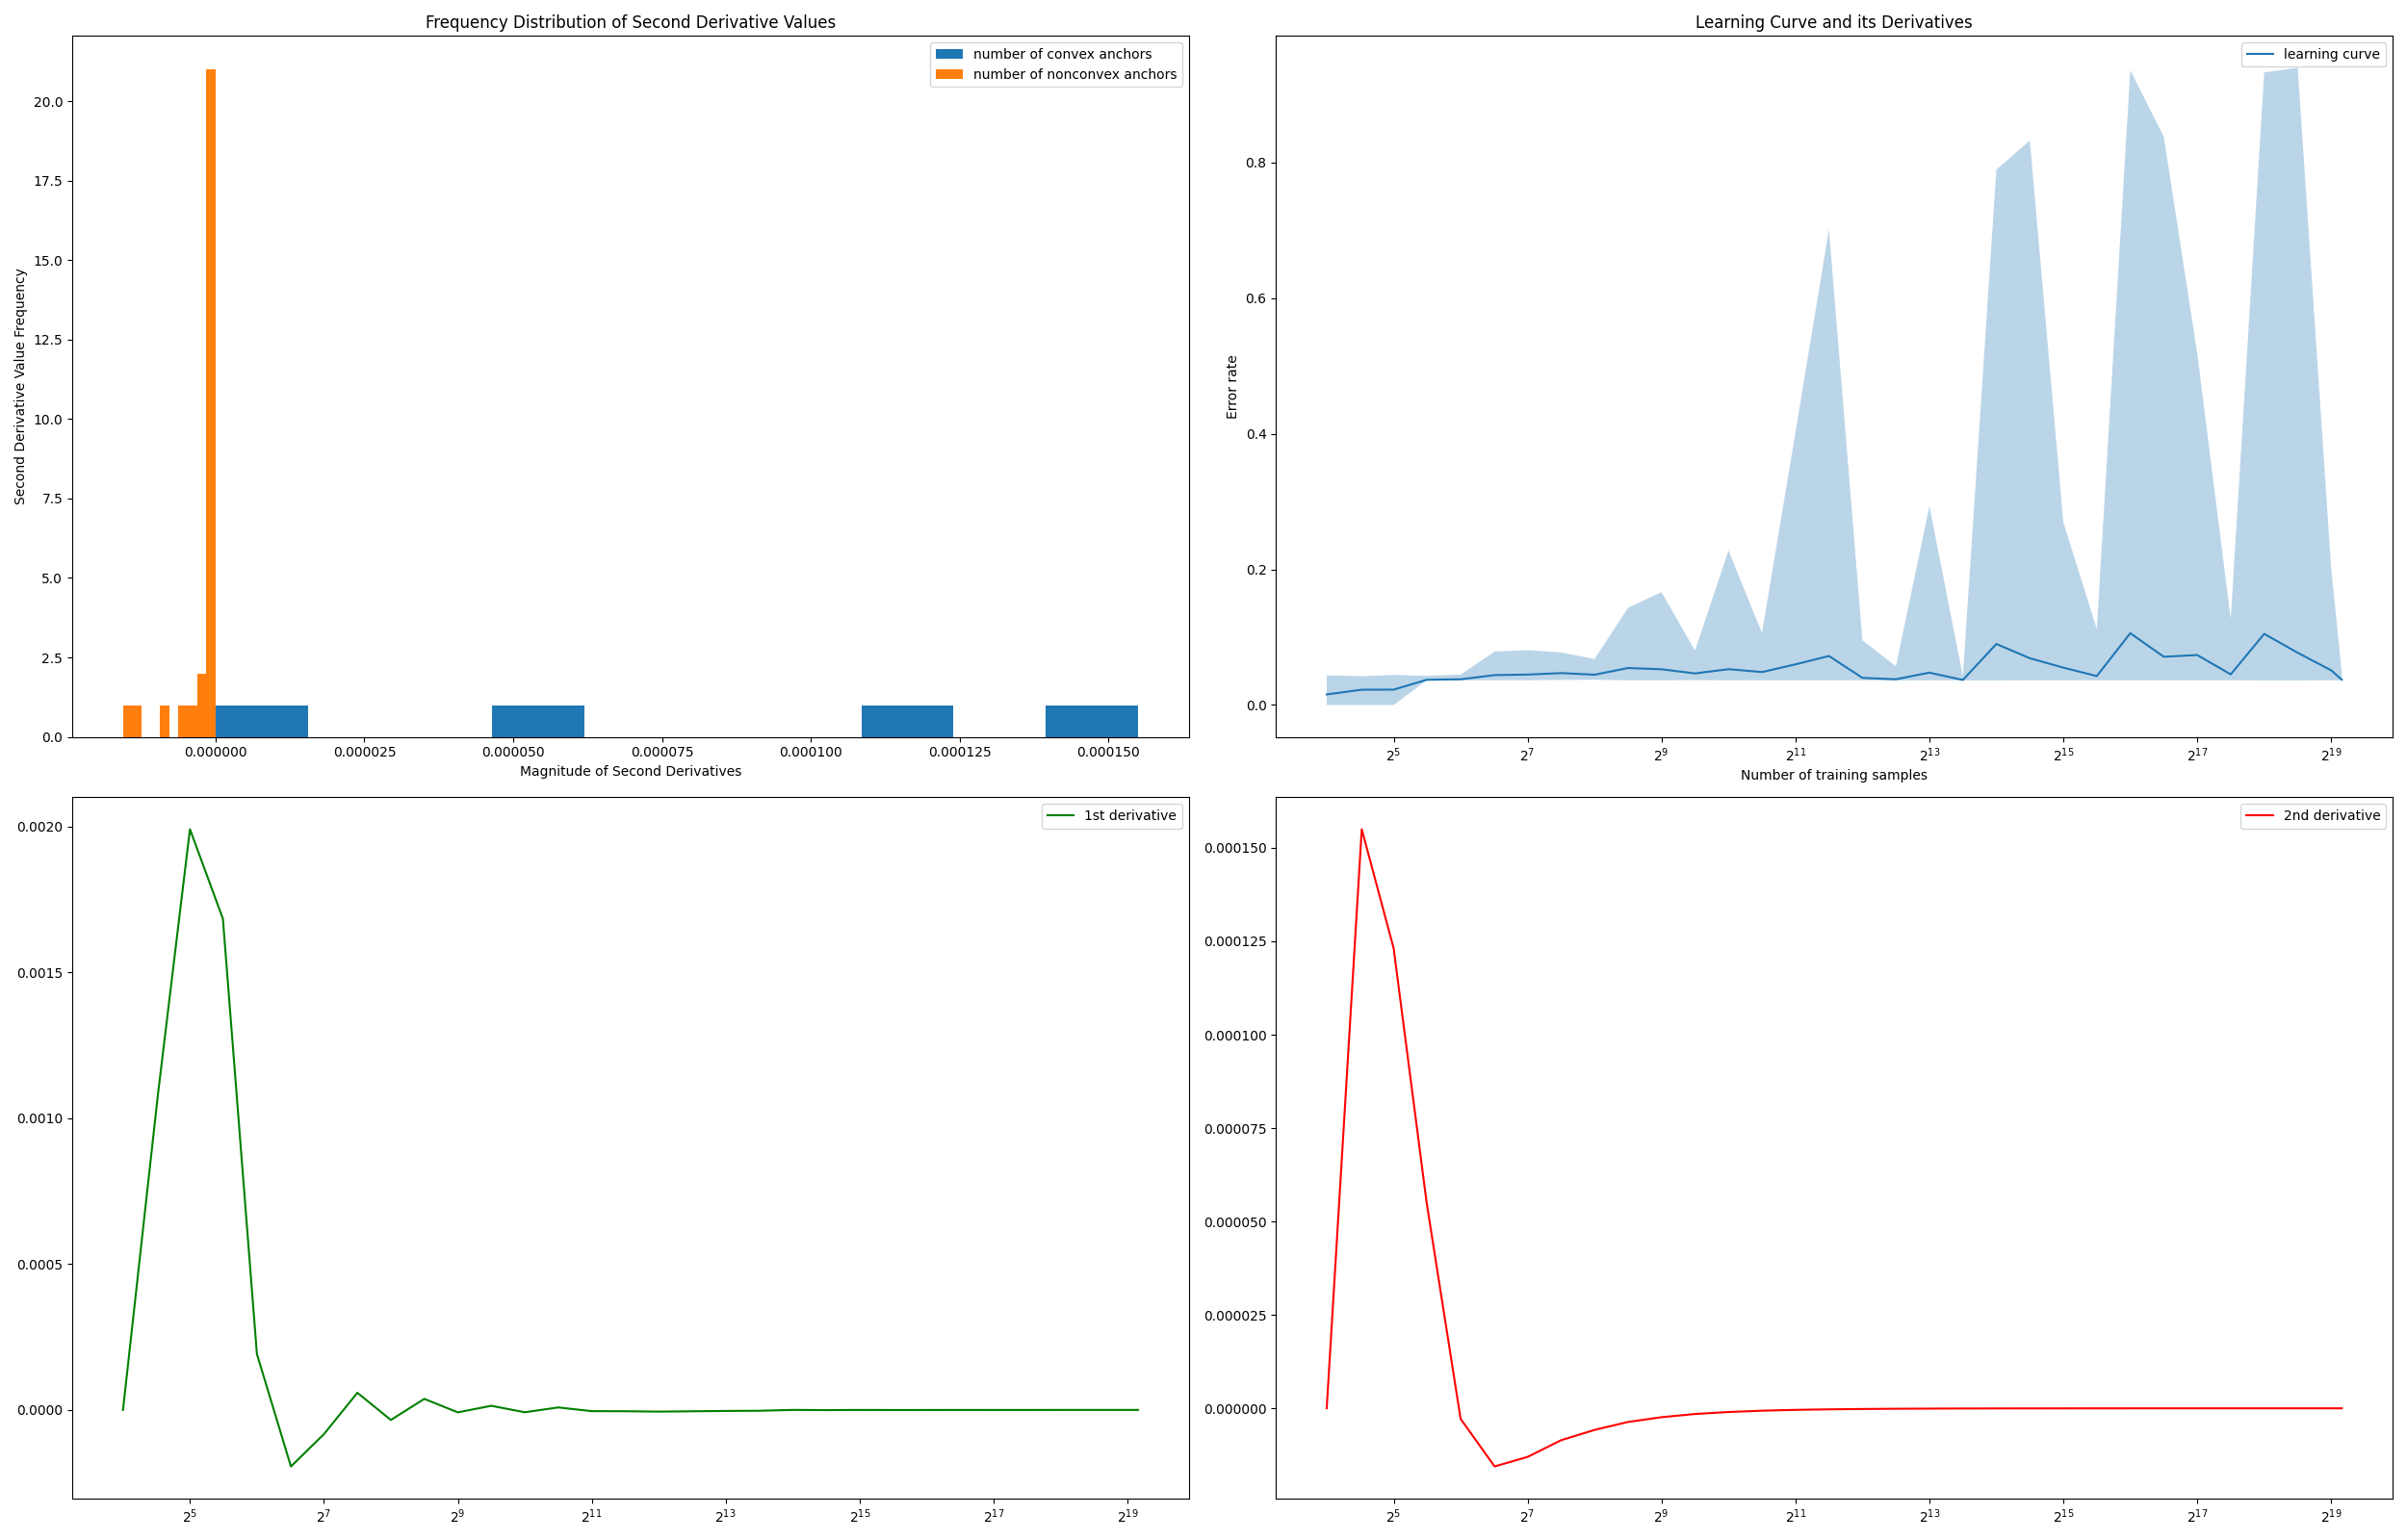 Frequency Distribution of Second Derivative Values
number of convex anchors
number of nonconvex anchors
Second Derivative Value Frequency
20.0
17.5
15.0
12.5
10.0
7.5
5.0
2.5
0.0
0.000000 0.000025 0.000050 0.000075 0.000100 0.000125 0.000150
Magnitude of Second Derivatives
Learning Curve and its Derivatives
learning curve
Error rate
0.8
0.6
0.4
0.2
0.0
2^5 2^7 2^9 2^11 2^13 2^15 2^17 2^19
Number of training samples
1st derivative
0.0020
0.0015
0.0010
0.0005
0.0000
2^5 2^7 2^9 2^11 2^13 2^15 2^17 2^19
2nd derivative
0.000150
0.000125
0.000100
0.000075
0.000050
0.000025
0.000000
2^5 2^7 2^9 2^11 2^13 2^15 2^17 2^19